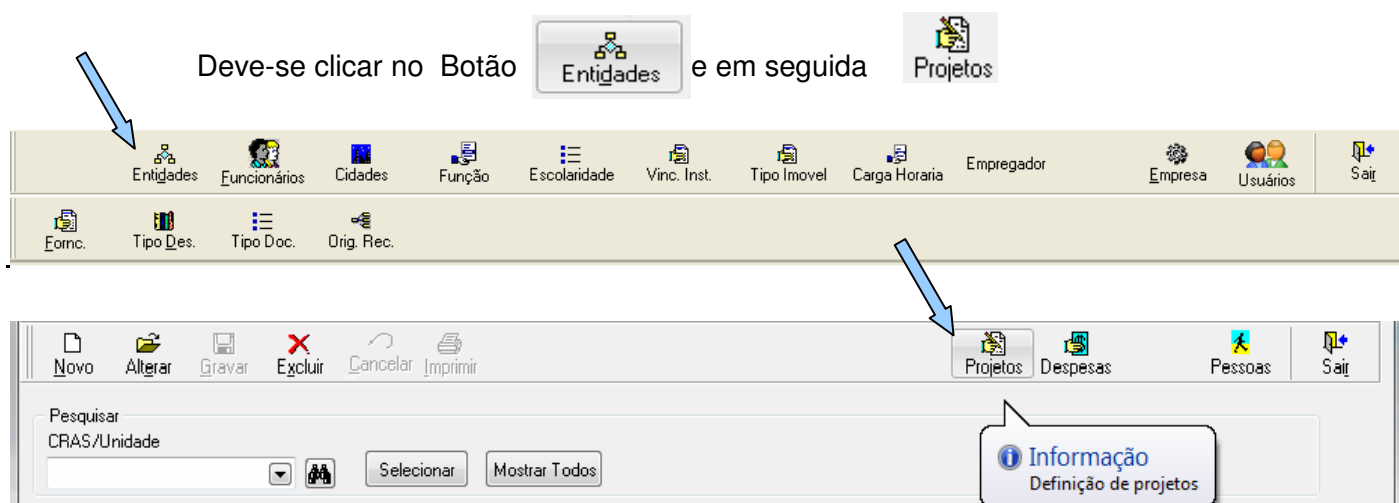 Deve-se clicar no Botão Entidades e em seguida Projetos
Entidades Funcionários Cidades Função Escolaridade Vinc. Inst. Tipo Imovel Carga Horaria Empregador Empresa Usuários Sair
Fornc. Tipo Des. Tipo Doc. Orig. Rec.
.
Novo Alterar Gravar Excluir Cancelar Imprimir Projetos Despesas Pessoas Sair
Pesquisar
CRAS/Unidade
Selecionar Mostrar Todos
Informação
Definição de projetos